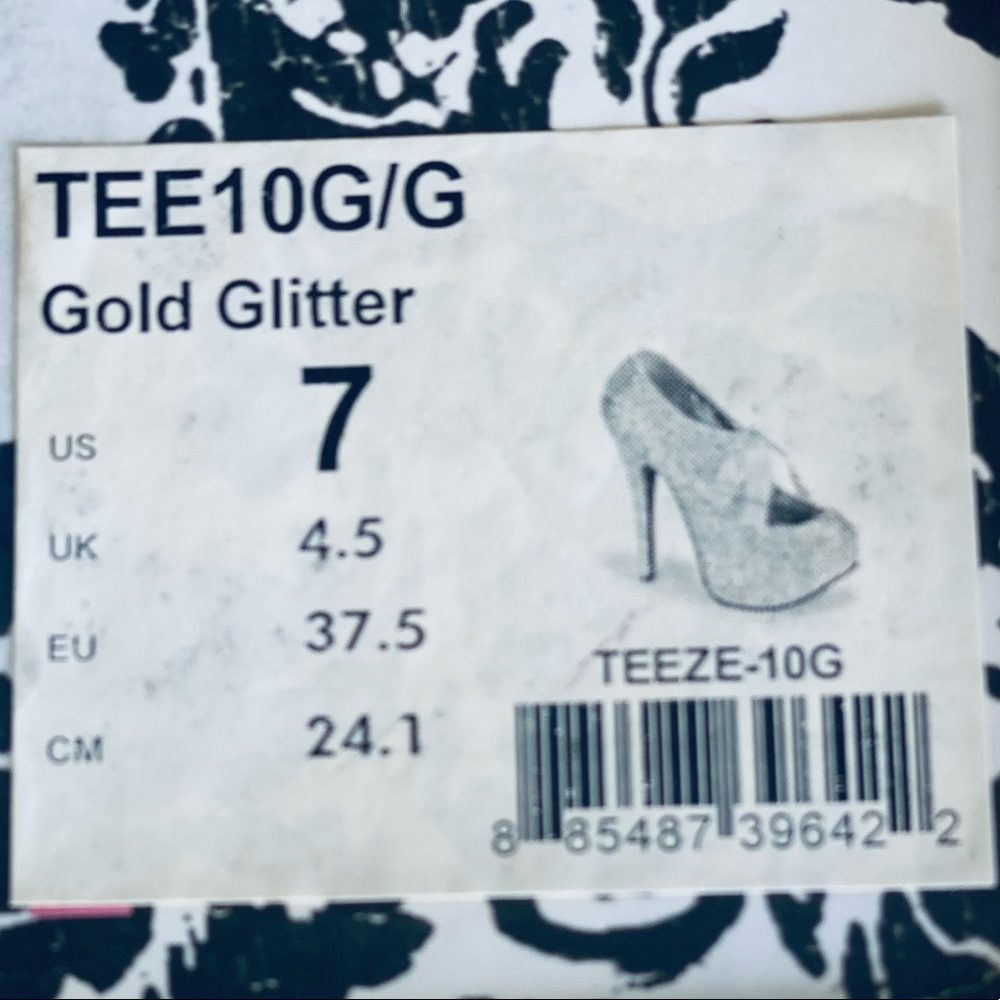 TEE10G/G
Gold Glitter
US 7
UK 4.5
EU 37.5
CM 24.1
TEEZE-10G
8 85487 39642 2